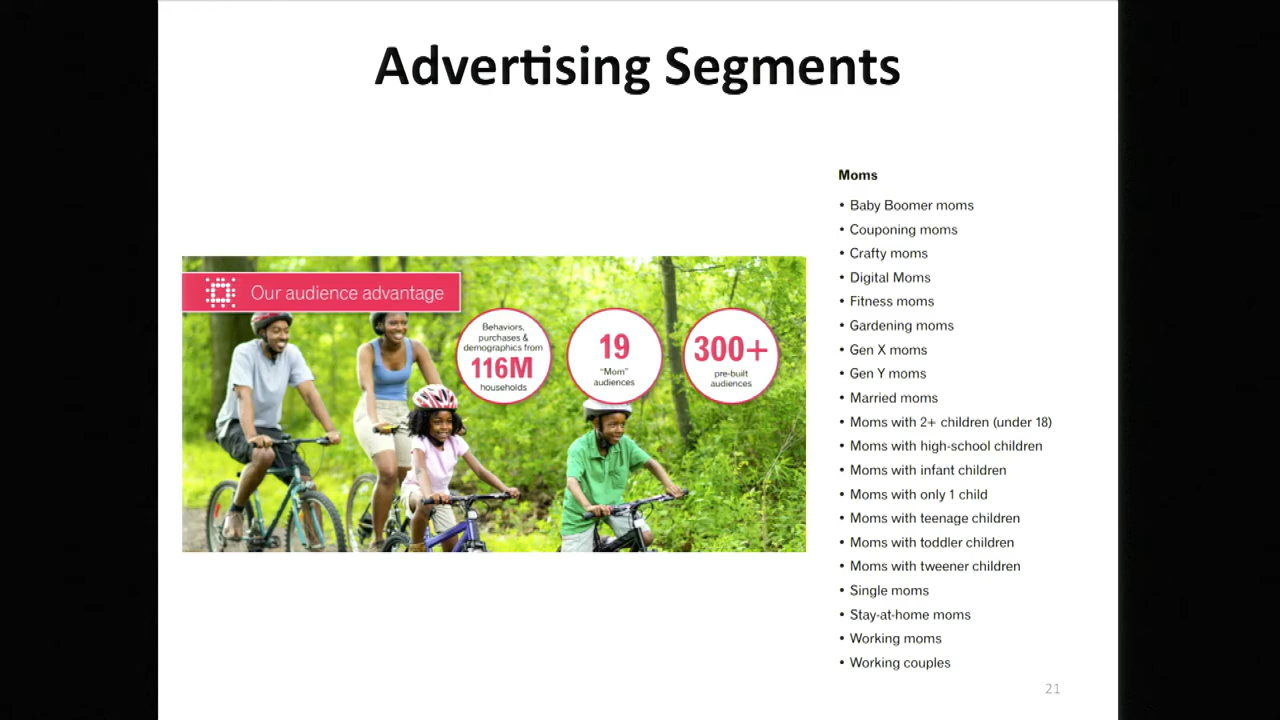 Advertising Segments
Our audience advantage
Behaviors,
purchases &
demographics from
116M
households
19
"Mom"
audiences
300+
pre-built
audiences
Moms
• Baby Boomer moms
• Couponing moms
• Crafty moms
• Digital Moms
• Fitness moms
• Gardening moms
• Gen X moms
• Gen Y moms
• Married moms
• Moms with 2+ children (under 18)
• Moms with high-school children
• Moms with infant children
• Moms with only 1 child
• Moms with teenage children
• Moms with toddler children
• Moms with tweener children
• Single moms
• Stay-at-home moms
• Working moms
• Working couples
21